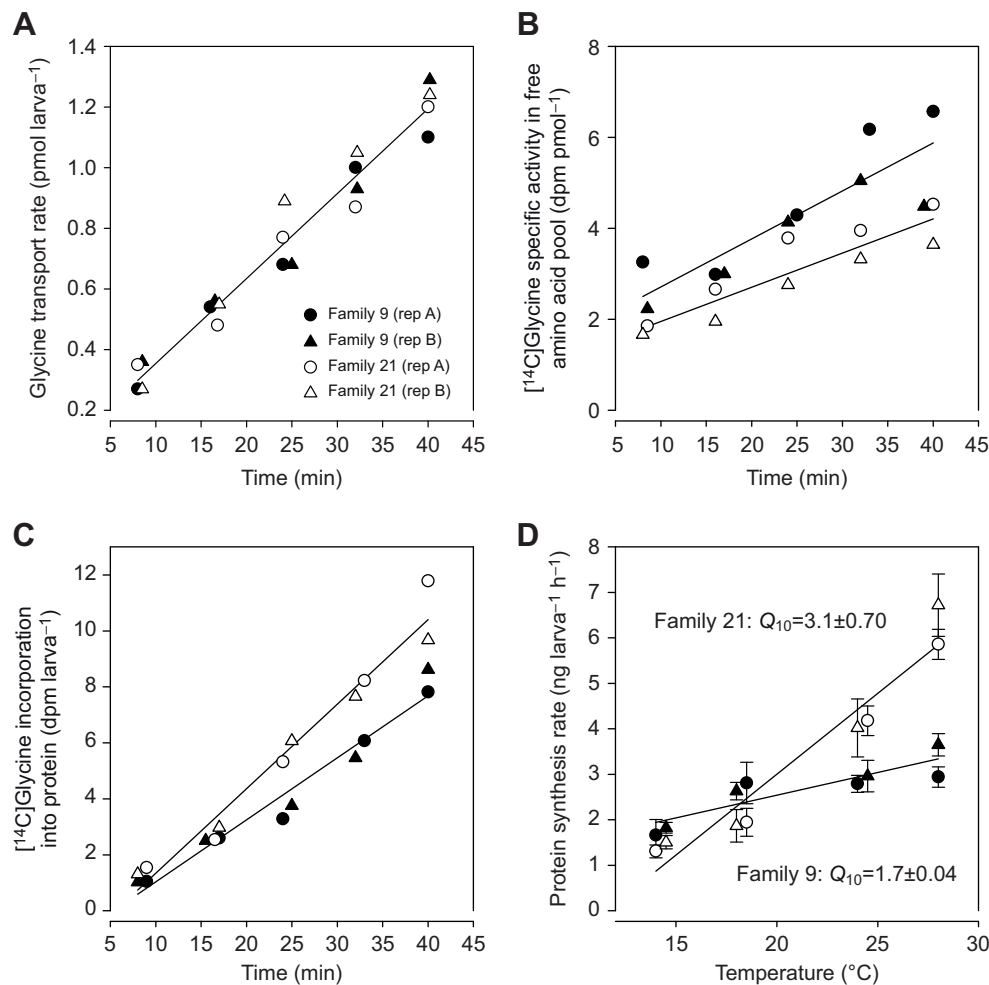 A
Glycine transport rate (pmol larva⁻¹)
1.4
1.2
1.0
0.8
0.6
0.4
0.2
Family 9 (rep A)
Family 9 (rep B)
Family 21 (rep A)
Family 21 (rep B)
5 10 15 20 25 30 35 40 45
Time (min)
B
[¹⁴C]Glycine specific activity in free
amino acid pool (dpm pmol⁻¹)
8
6
4
2
0
5 10 15 20 25 30 35 40 45
Time (min)
C
[¹⁴C]Glycine incorporation
into protein (dpm larva⁻¹)
12
10
8
6
4
2
0
5 10 15 20 25 30 35 40 45
Time (min)
D
Protein synthesis rate (ng larva⁻¹ h⁻¹)
8
7
6
5
4
3
2
1
0
Family 21: Q₁₀=3.1±0.70
Family 9: Q₁₀=1.7±0.04
15 20 25 30
Temperature (°C)